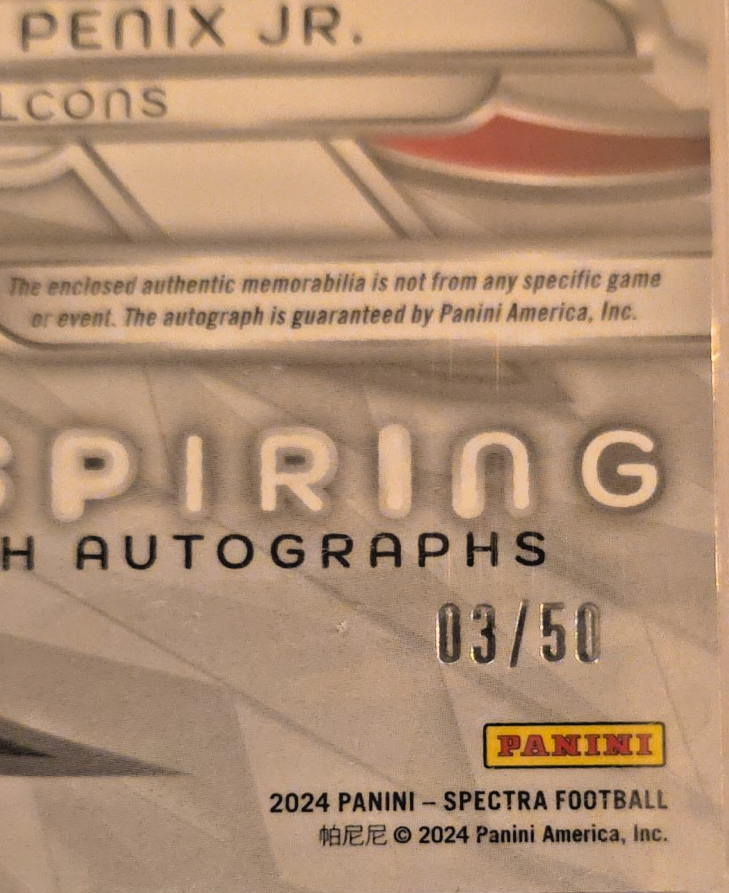 PENIX JR.
LCONS
The enclosed authentic memorabilia is not from any specific game
or event. The autograph is guaranteed by Panini America, Inc.
SPIRING
H AUTOGRAPHS
03/50
PANINI
2024 PANINI – SPECTRA FOOTBALL
帕尼尼 © 2024 Panini America, Inc.